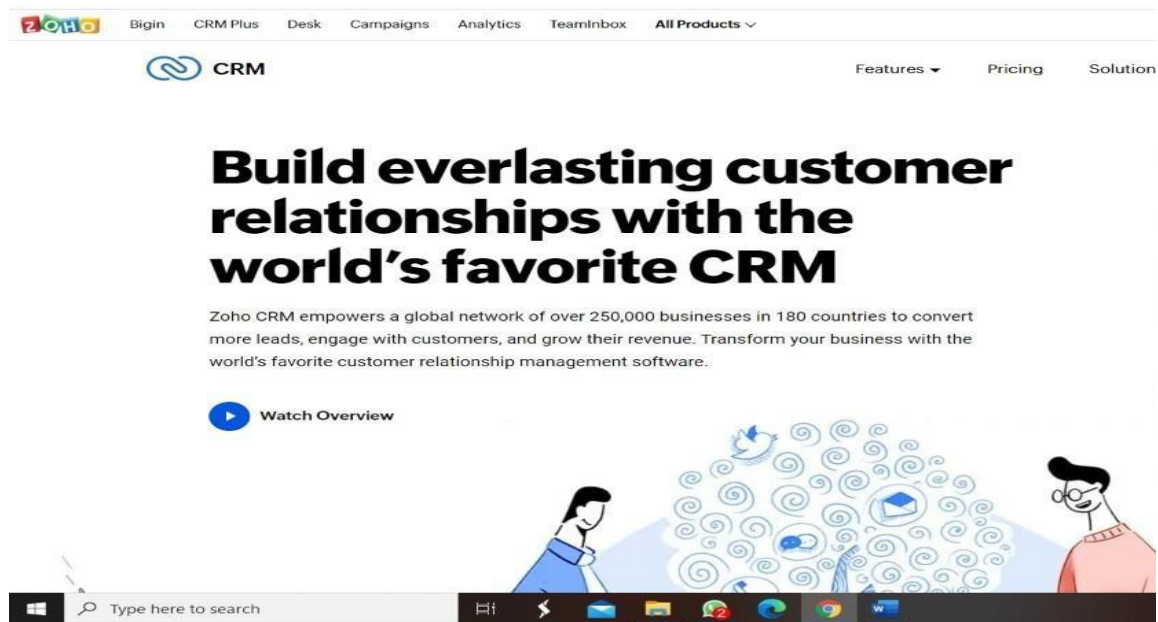 ZOHO Bigin CRM Plus Desk Campaigns Analytics TeamInbox All Products
CRM Features Pricing Solution
Build everlasting customer
relationships with the
world's favorite CRM
Zoho CRM empowers a global network of over 250,000 businesses in 180 countries to convert
more leads, engage with customers, and grow their revenue. Transform your business with the
world's favorite customer relationship management software.
Watch Overview
Type here to search 2 W